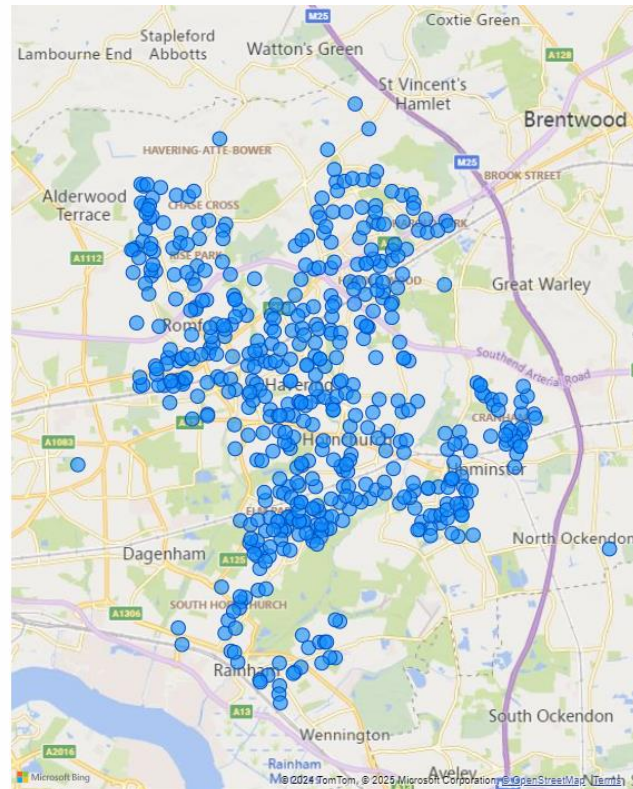 M25
Coxtie Green
Stapleford
Abbotts
Lambourne End
Watton's Green
A128
St Vincent's
Hamlet
Brentwood
HAVERING-ATTE-BOWER
M25
BROOK STREET
Alderwood
Terrace
CHASE CROSS
PARK
A1112
RISE PARK
Great Warley
Southend Arterial Road
Havering
CRANHAM
A1083
Hornchurch
North Ockendon
Dagenham
A125
A1306
SOUTH HORNCHURCH
Rainham
A13
South Ockendon
Wennington
A2016
Rainham
Aveley
Microsoft Bing
© 2024 TomTom, © 2025 Microsoft Corporation, © OpenStreetMap Terms